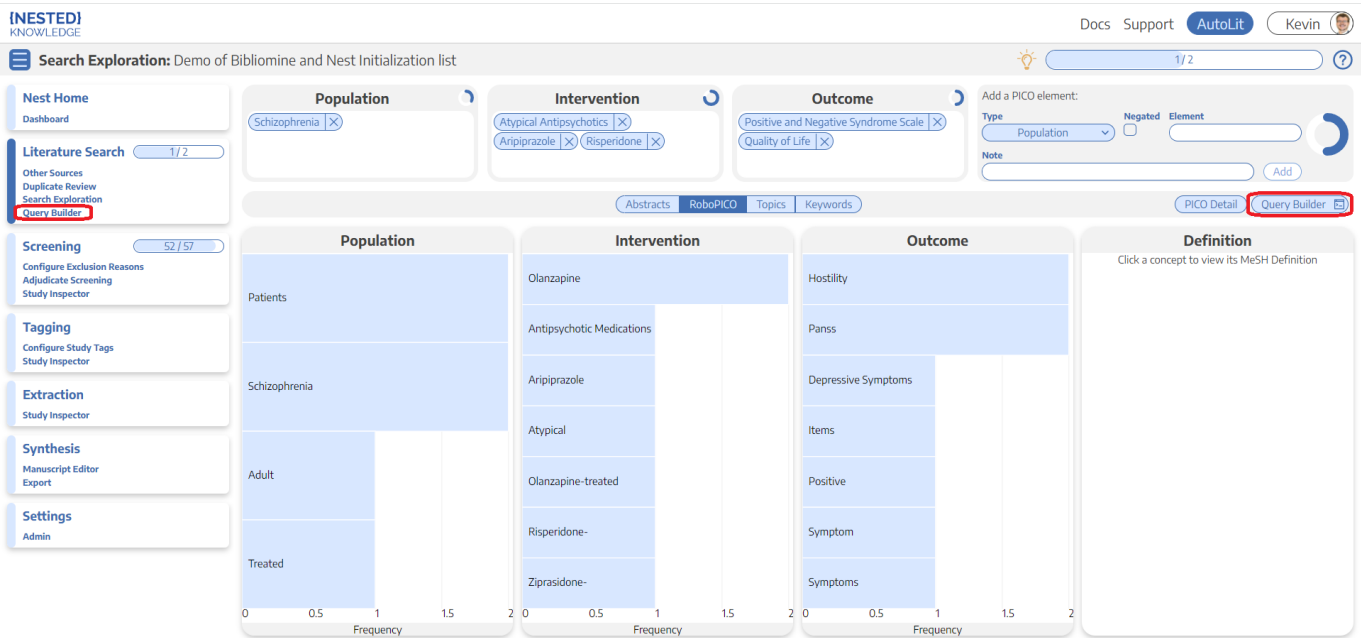 {NESTED}
KNOWLEDGE
Docs Support AutoLit Kevin
Search Exploration: Demo of Bibliomine and Nest Initialization list
1/2
?
Nest Home
Dashboard
Literature Search 1/2
Other Sources
Duplicate Review
Search Exploration
Query Builder
Screening 52/57
Configure Exclusion Reasons
Adjudicate Screening
Study Inspector
Tagging
Configure Study Tags
Study Inspector
Extraction
Study Inspector
Synthesis
Manuscript Editor
Export
Settings
Admin
Population
Schizophrenia
Intervention
Atypical Antipsychotics
Aripiprazole Risperidone
Outcome
Positive and Negative Syndrome Scale
Quality of Life
Add a PICO element:
Type Negated Element
Population
Note
Add
Abstracts RoboPICO Topics Keywords
PICO Detail Query Builder
Population
Patients
Schizophrenia
Adult
Treated
0 0.5 1 1.5 2
Frequency
Intervention
Olanzapine
Antipsychotic Medications
Aripiprazole
Atypical
Olanzapine-treated
Risperidone-
Ziprasidone-
0 0.5 1 1.5 2
Frequency
Outcome
Hostility
Panss
Depressive Symptoms
Items
Positive
Symptom
Symptoms
0 0.5 1 1.5 2
Frequency
Definition
Click a concept to view its MeSH Definition